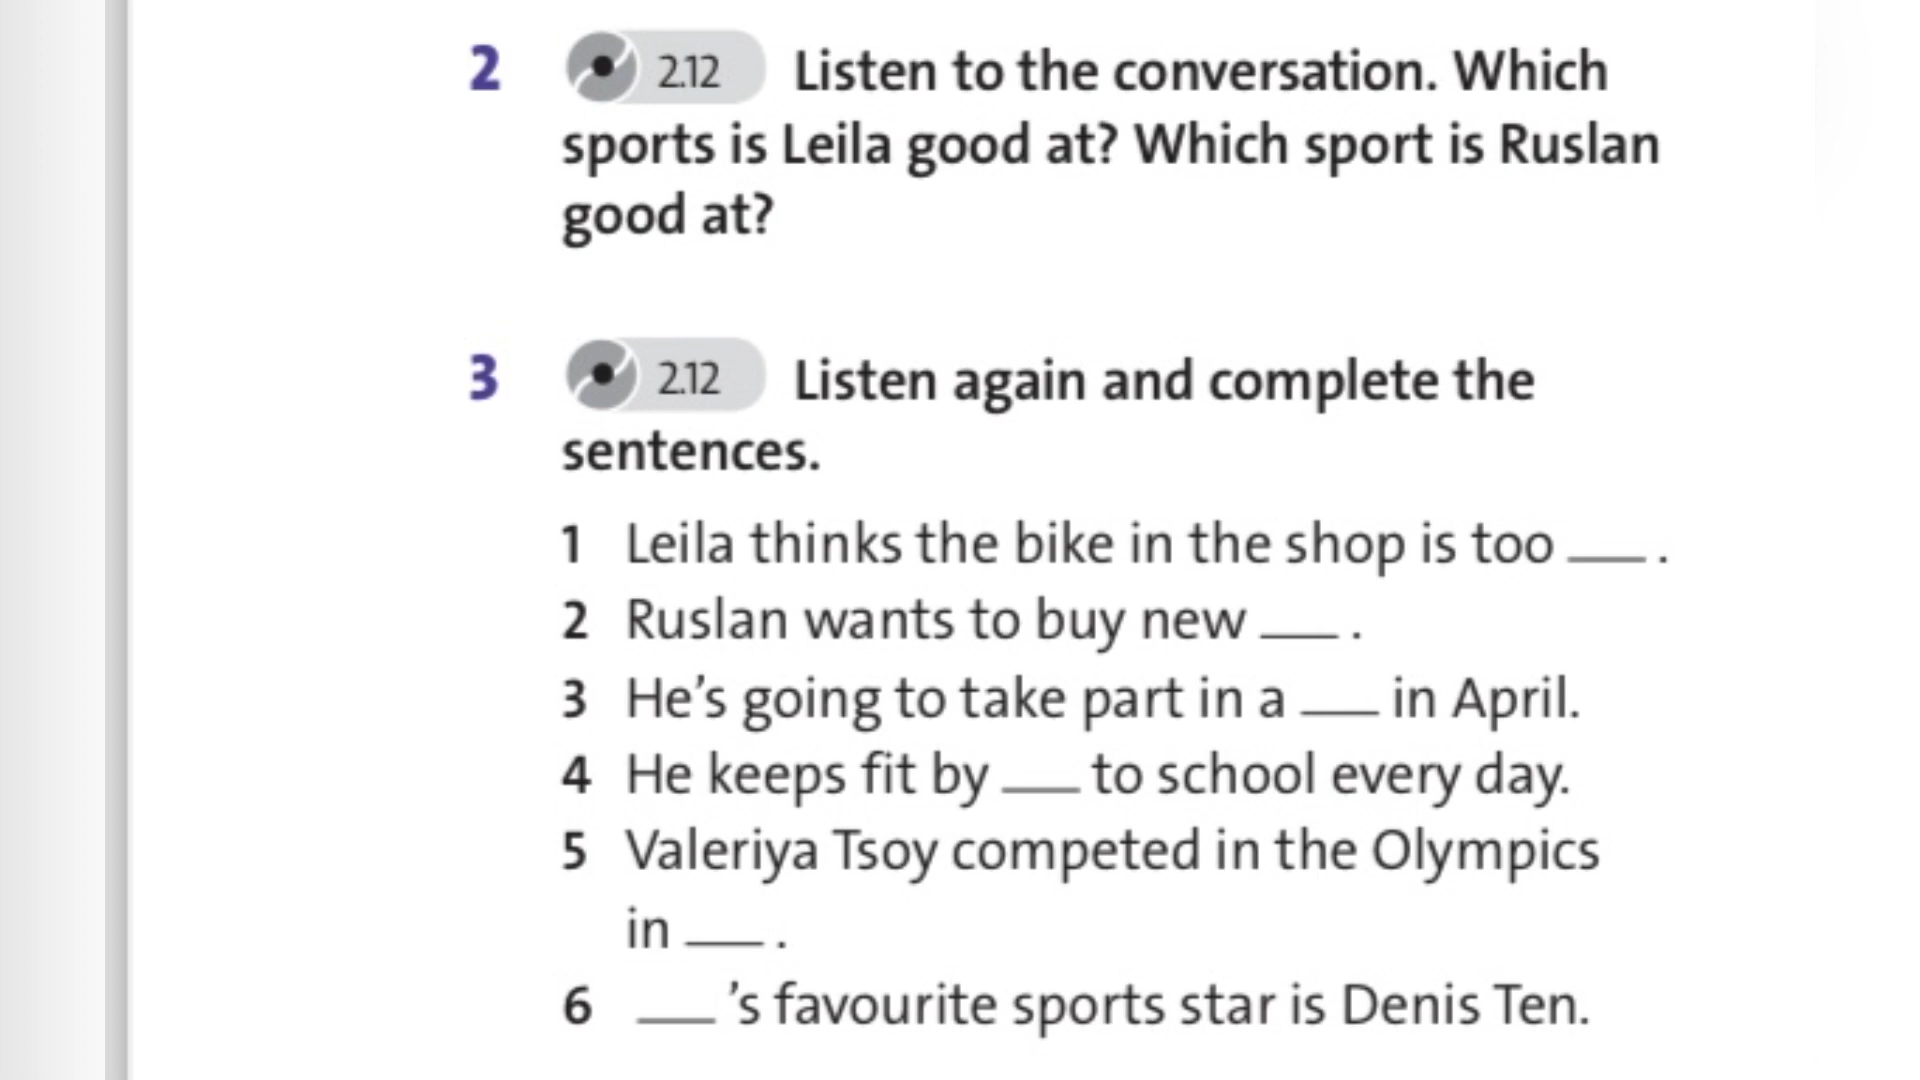 2 2.12 Listen to the conversation. Which
sports is Leila good at? Which sport is Ruslan
good at?
3 2.12 Listen again and complete the
sentences.
1 Leila thinks the bike in the shop is too ___ .
2 Ruslan wants to buy new ___ .
3 He’s going to take part in a ___ in April.
4 He keeps fit by ___ to school every day.
5 Valeriya Tsoy competed in the Olympics
in ___ .
6 ___ ’s favourite sports star is Denis Ten.